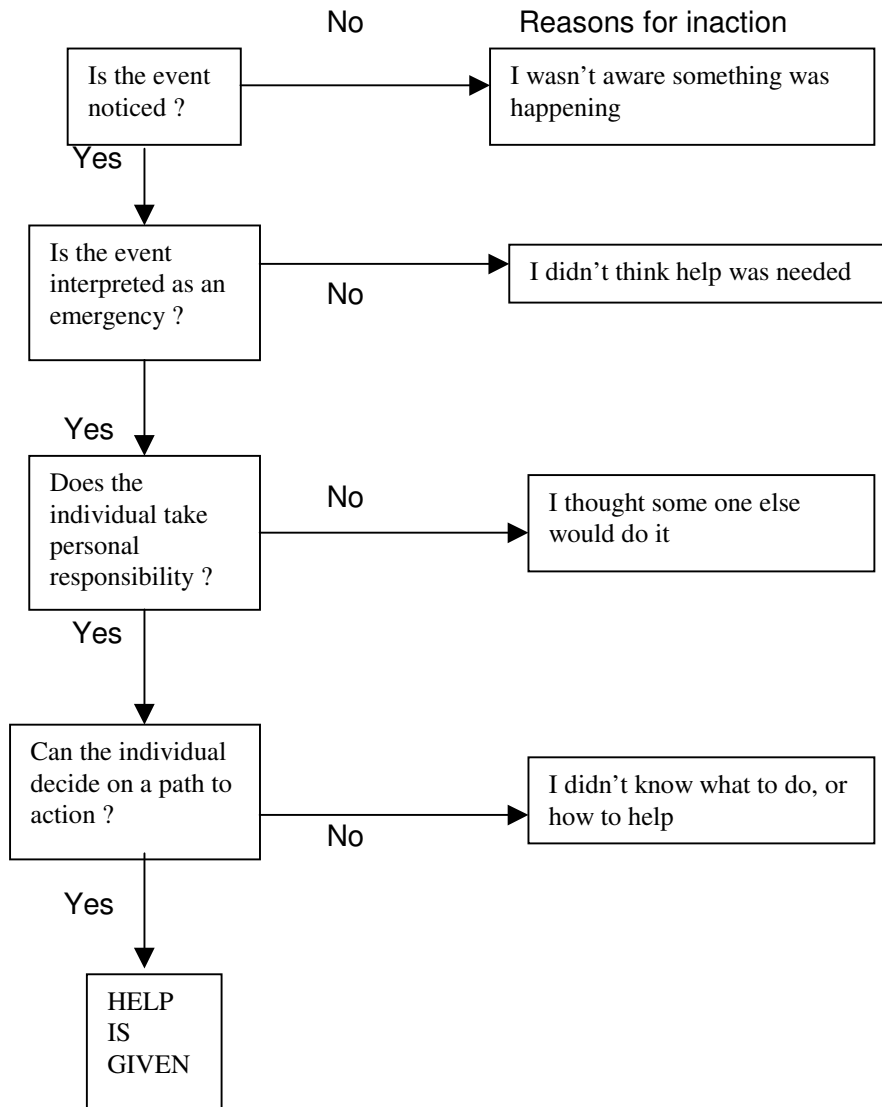 No
Reasons for inaction
Is the event
noticed ?
I wasn't aware something was
happening
Yes
Is the event
interpreted as an
emergency ?
I didn't think help was needed
No
Yes
Does the
individual take
personal
responsibility ?
No
I thought some one else
would do it
Yes
Can the individual
decide on a path to
action ?
I didn't know what to do, or
how to help
No
Yes
HELP
IS
GIVEN